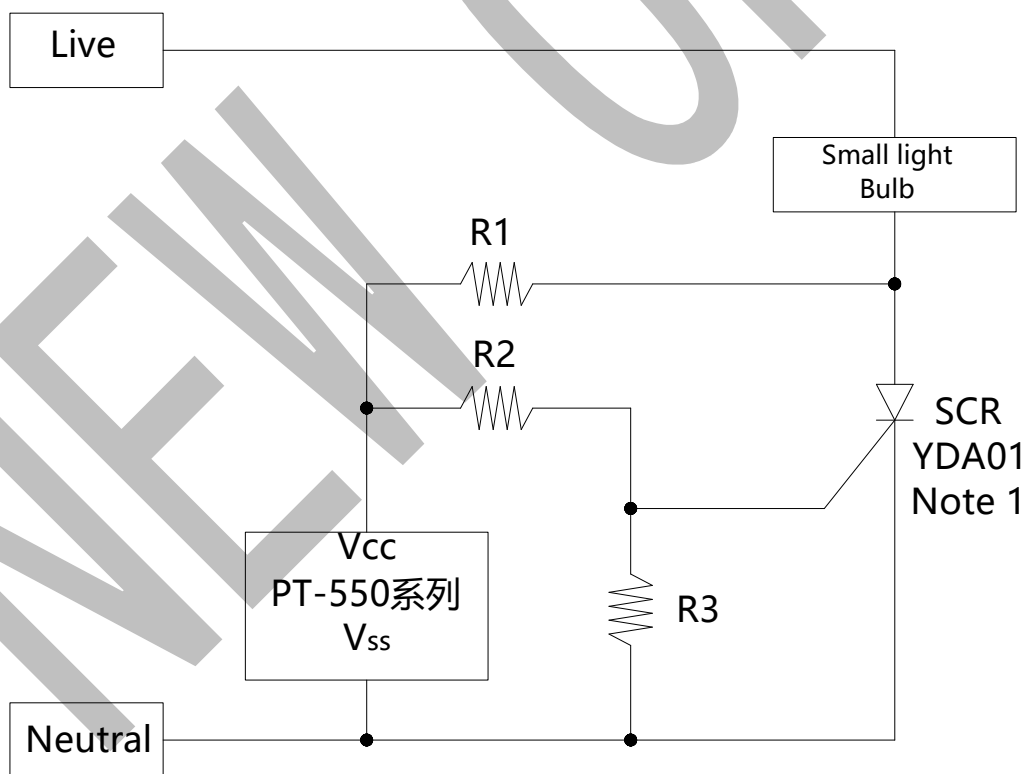 Live
Small light
Bulb
R1
R2
SCR
YDA01
Note 1
Vcc
PT-550系列
Vss
R3
Neutral
NEW